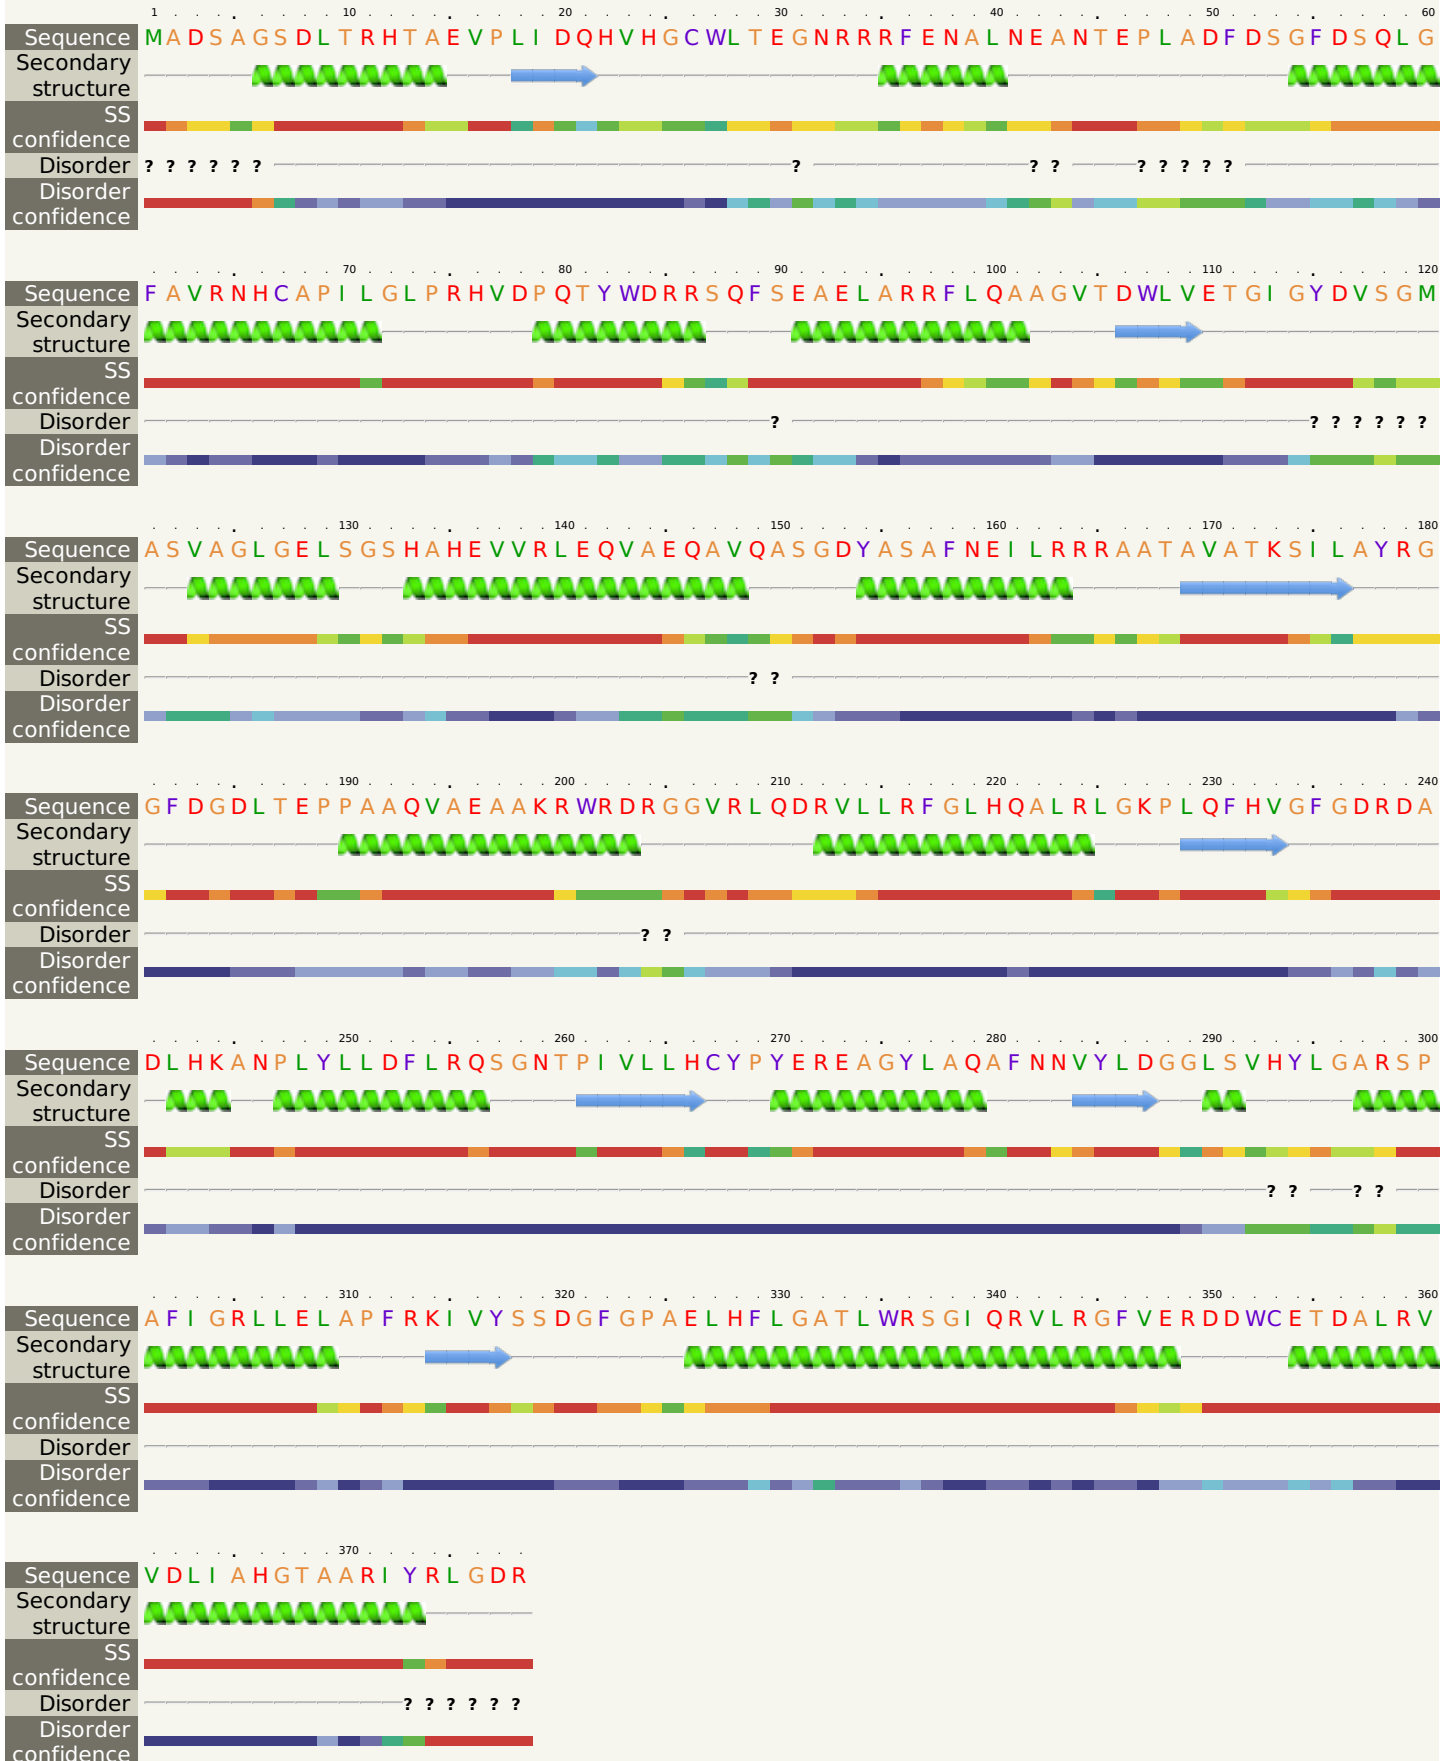 1 10 20 30 40 50 60
Sequence MADSAGSDLTRHTAEVPLIDQHVHGCWLTEGNRRRFENALNEANTEPLADFDSGFDSQLG
Secondary
structure
SS
confidence
Disorder ? ? ? ? ? ? ? ? ? ? ? ? ? ?
Disorder
confidence
70 80 90 100 110 120
Sequence FAVRNHCAPILGLPRHVDPQTYWDRRSQFSEAELARRFLQAAGVTDWLVETGIGYDVSGM
Secondary
structure
SS
confidence
Disorder ? ? ? ? ? ? ?
Disorder
confidence
130 140 150 160 170 180
Sequence ASVAGLGELSGSHAHEVVRLEQVAEQAVQASGDYASAFNEILRRRAATAVATKSILAYRG
Secondary
structure
SS
confidence
Disorder ? ?
Disorder
confidence
190 200 210 220 230 240
Sequence GFDGDLTEPPAAQVAEAAKRWRDRGGVRLQDRVLLRFGLHQALRLGKPLQFHVGFGDRDA
Secondary
structure
SS
confidence
Disorder ? ?
Disorder
confidence
250 260 270 280 290 300
Sequence DLHKANPLYLLDFLRQSGNTPIVLLHCYPYEREAGYLAQAFNNVYLDGGLSVHYLGARSP
Secondary
structure
SS
confidence
Disorder ? ? ? ?
Disorder
confidence
310 320 330 340 350 360
Sequence AFIGRLLELAPFRKIVYSSDGFGPAELHFLGATLWRSGIQRVLRGFVERDDWCETDALRV
Secondary
structure
SS
confidence
Disorder
Disorder
confidence
370
Sequence VDLIAHGTAARIYRLGDR
Secondary
structure
SS
confidence
Disorder ? ? ? ? ? ?
Disorder
confidence